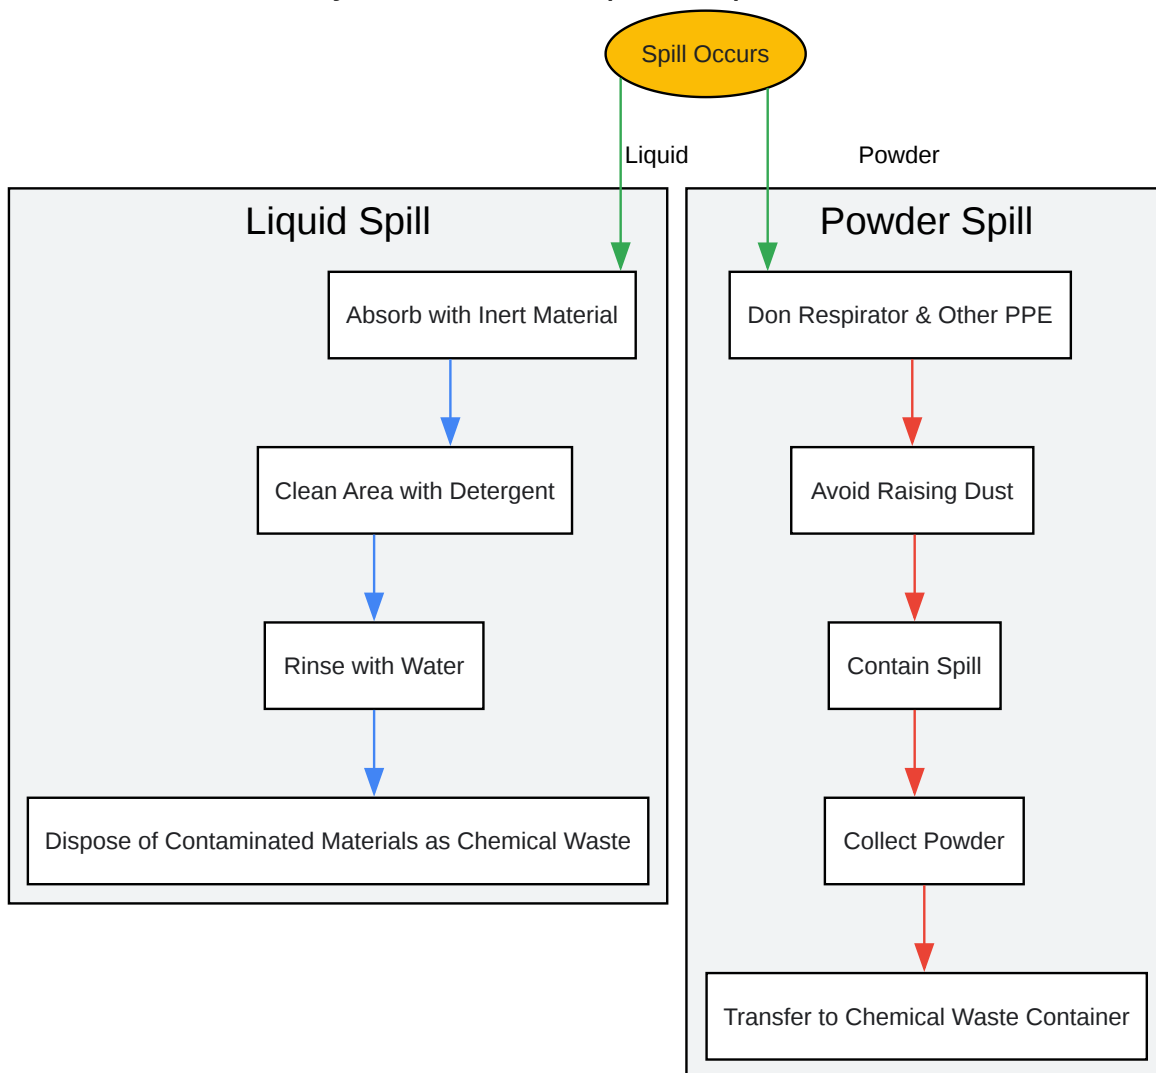 Spill Occurs
Liquid
Powder
Liquid Spill
Absorb with Inert Material
Clean Area with Detergent
Rinse with Water
Dispose of Contaminated Materials as Chemical Waste
Powder Spill
Don Respirator & Other PPE
Avoid Raising Dust
Contain Spill
Collect Powder
Transfer to Chemical Waste Container